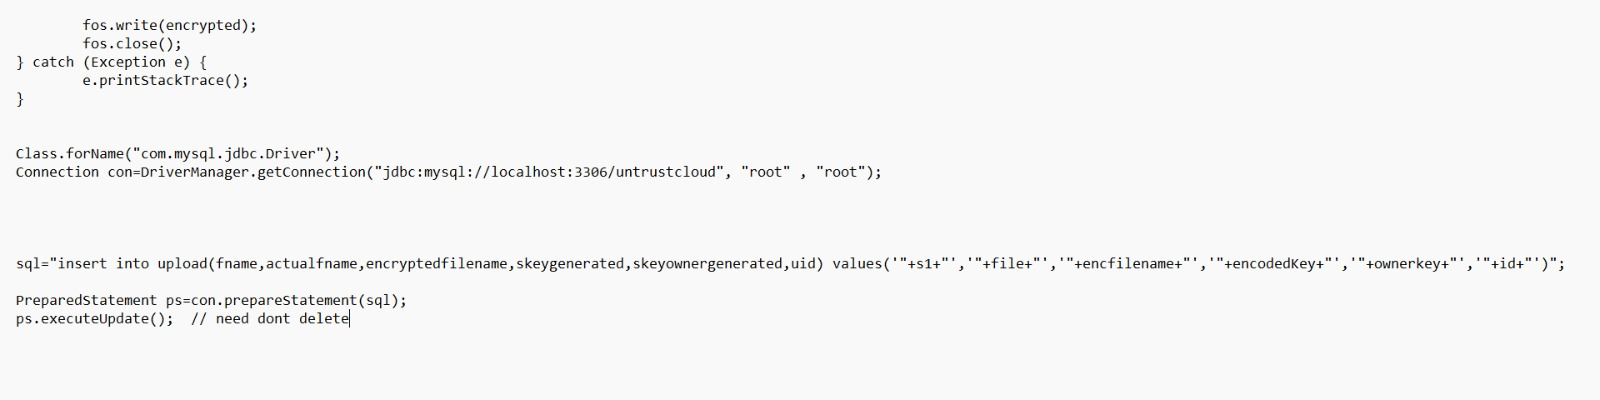 fos.write(encrypted);
fos.close();
} catch (Exception e) {
e.printStackTrace();
}
Class.forName("com.mysql.jdbc.Driver");
Connection con=DriverManager.getConnection("jdbc:mysql://localhost:3306/untrustcloud", "root" , "root");
sql="insert into upload(fname,actualfname,encryptedfilename,skeygenerated,skeyownergenerated,uid) values('"+s1+"','"+file+"','"+encfilename+"','"+encodedKey+"','"+ownerkey+"','"+id+"')";
PreparedStatement ps=con.prepareStatement(sql);
ps.executeUpdate();  // need dont delete